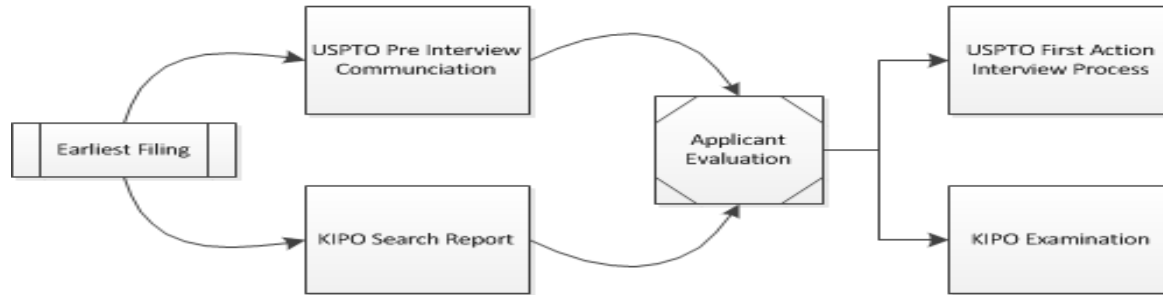 USPTO Pre Interview
Communciation
USPTO First Action
Interview Process
Earliest Filing
Applicant
Evaluation
KIPO Search Report
KIPO Examination